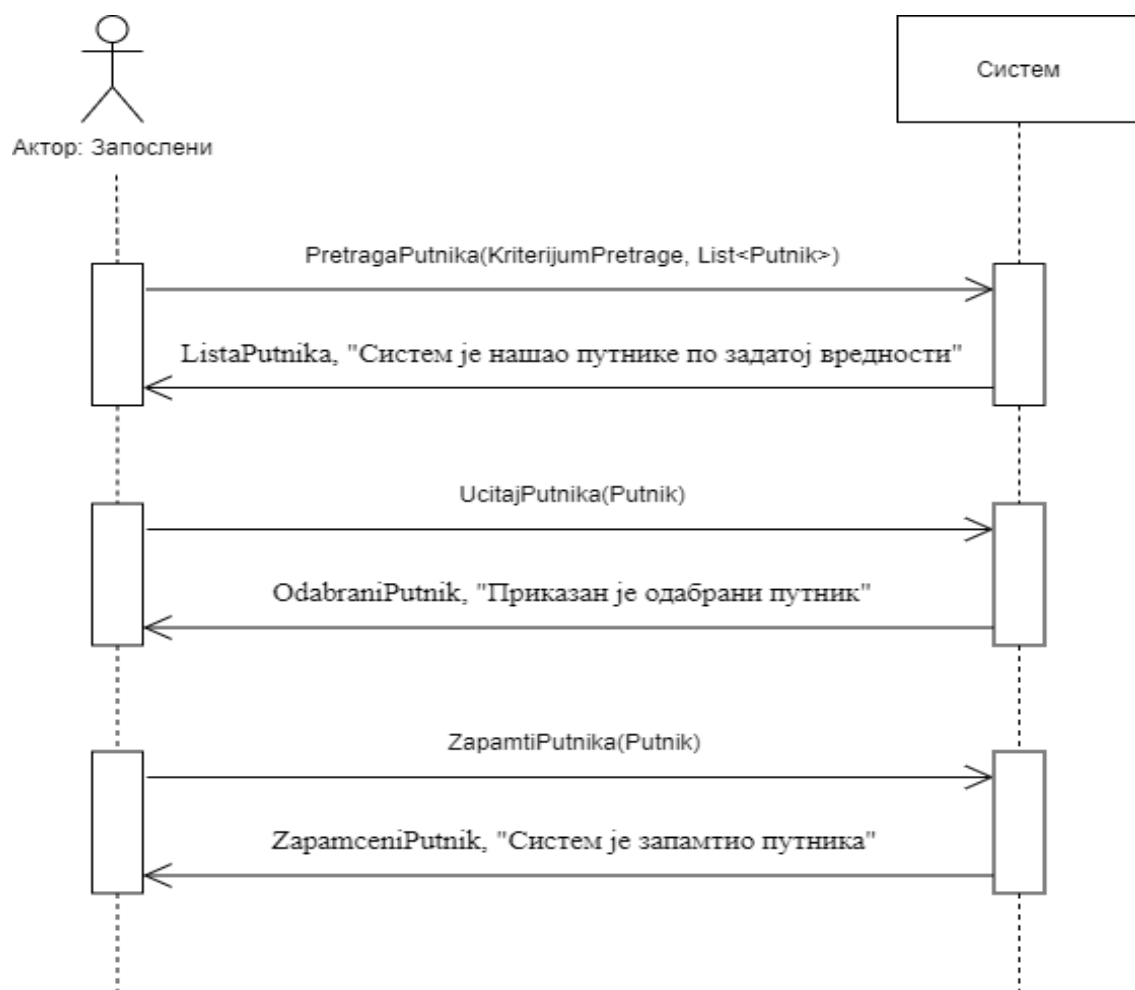 Систем
Актор: Запослени
PretragaPutnika(KriterijumPretrage, List<Putnik>)
ListaPutnika, "Систем је нашао путнике по задатој вредности"
UcitajPutnika(Putnik)
OdabraniPutnik, "Приказан је одабрани путник"
ZapamtiPutnika(Putnik)
ZapamceniPutnik, "Систем је запамтио путника"